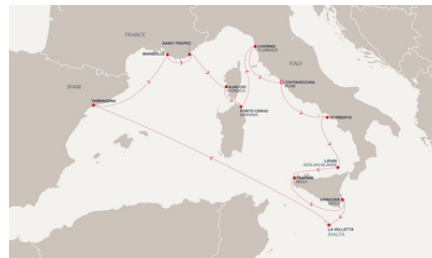 FRANCE
SAINT-TROPEZ
MARSEILLE
LIVORNO
FLORENCE
ITALY
SPAIN
AJACCIO
CORSICA
CIVITAVECCHIA
ROME
TARRAGONA
PORTO CERVO
SARDINIA
SORRENTO
LIPARI
AEOLIAN ISLANDS
TRAPANI
SICILY
SIRACUSA
SICILY
LA VALLETTA
MALTA